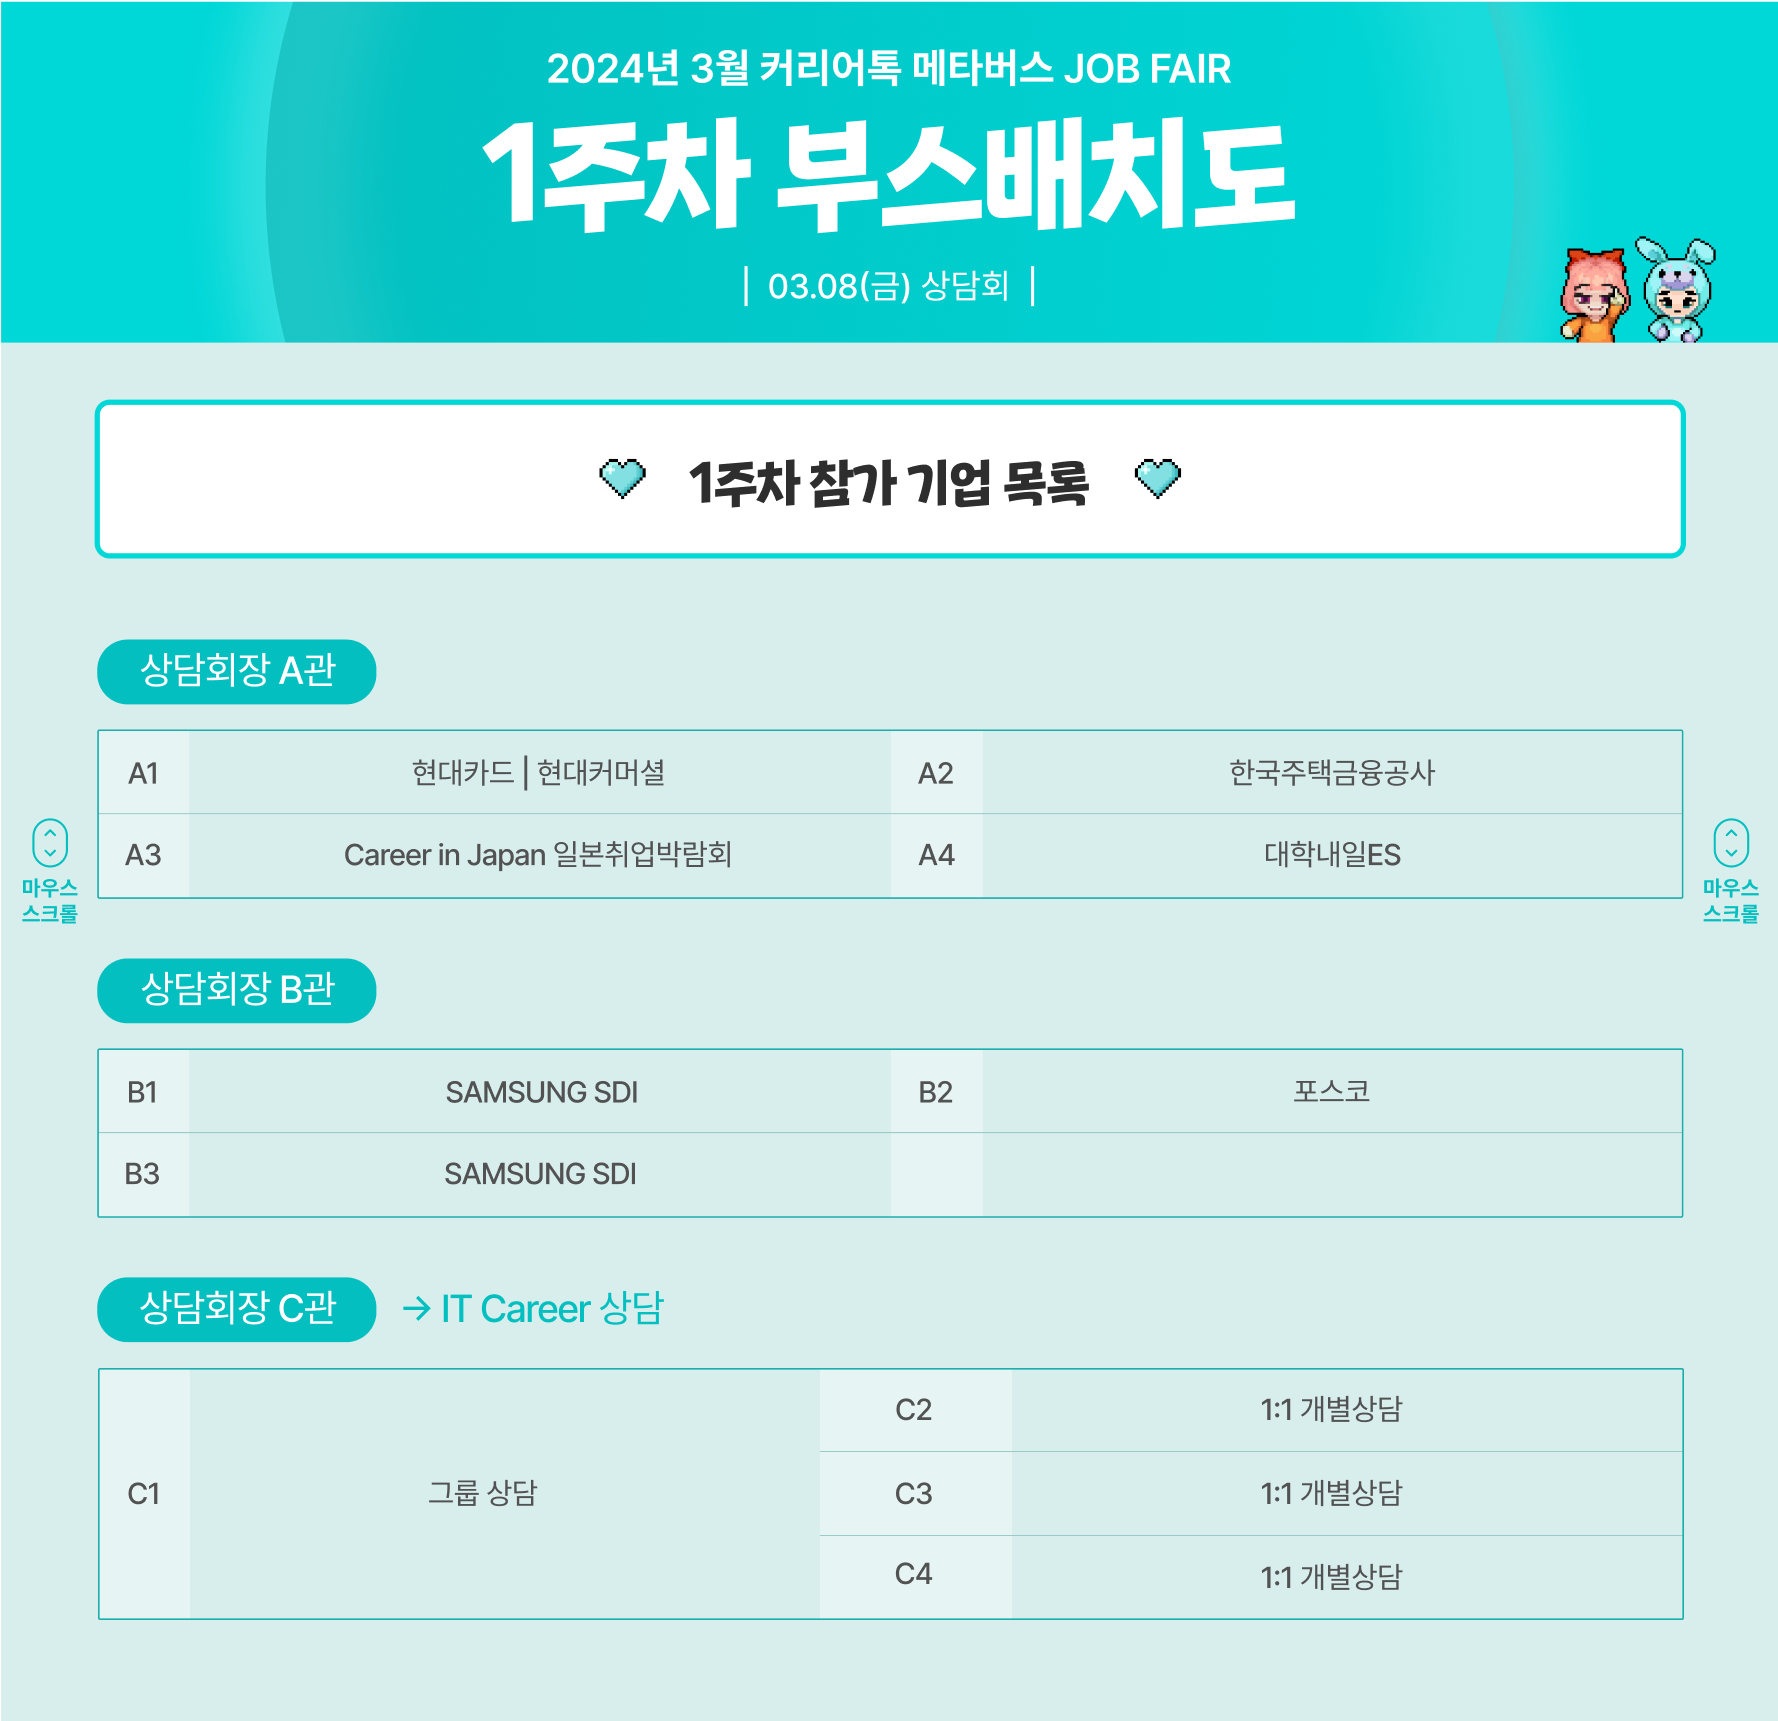 2024년 3월 커리어톡 메타버스 JOB FAIR
1주차 부스배치도
| 03.08(금) 상담회 |
1주차 참가 기업 목록
상담회장 A관
A1 현대카드 | 현대커머셜 A2 한국주택금융공사
A3 Career in Japan 일본취업박람회 A4 대학내일ES
마우스
스크롤
마우스
스크롤
상담회장 B관
B1 SAMSUNG SDI B2 포스코
B3 SAMSUNG SDI
상담회장 C관 → IT Career 상담
C2 1:1 개별상담
C1 그룹 상담 C3 1:1 개별상담
C4 1:1 개별상담